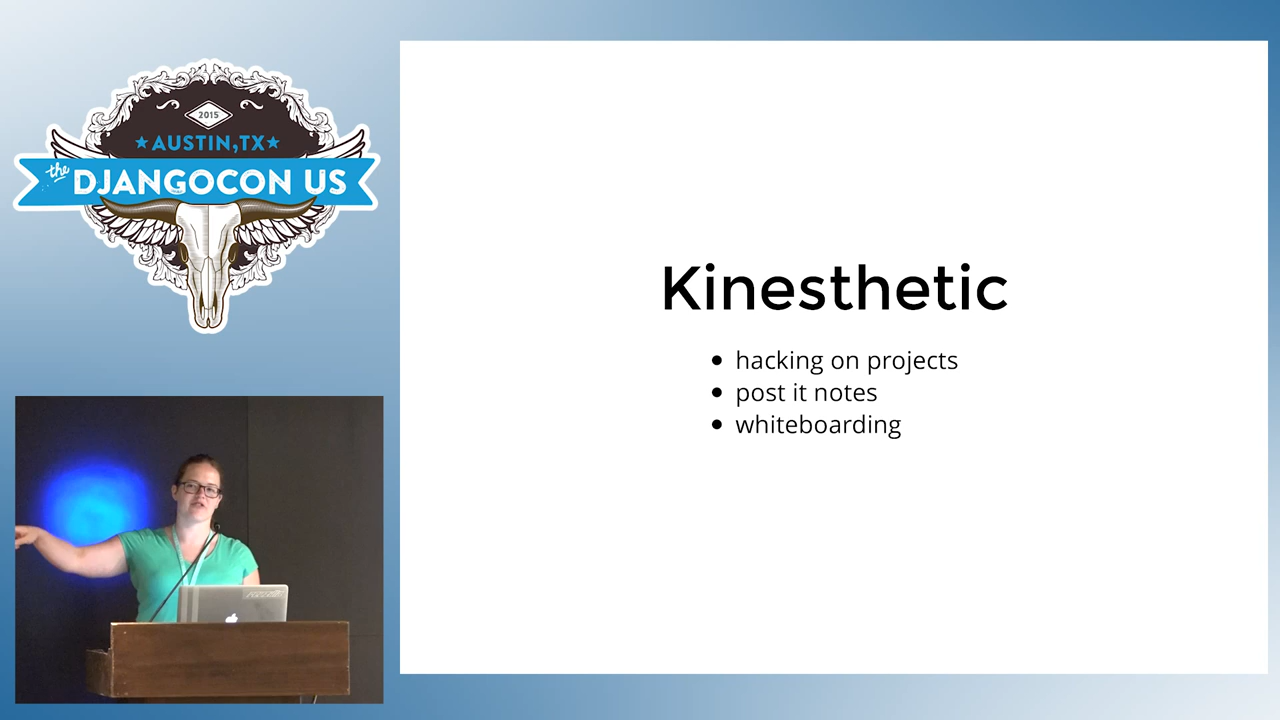 2015
AUSTIN, TX
the
DJANGOCON US
Kinesthetic
hacking on projects
post it notes
whiteboarding